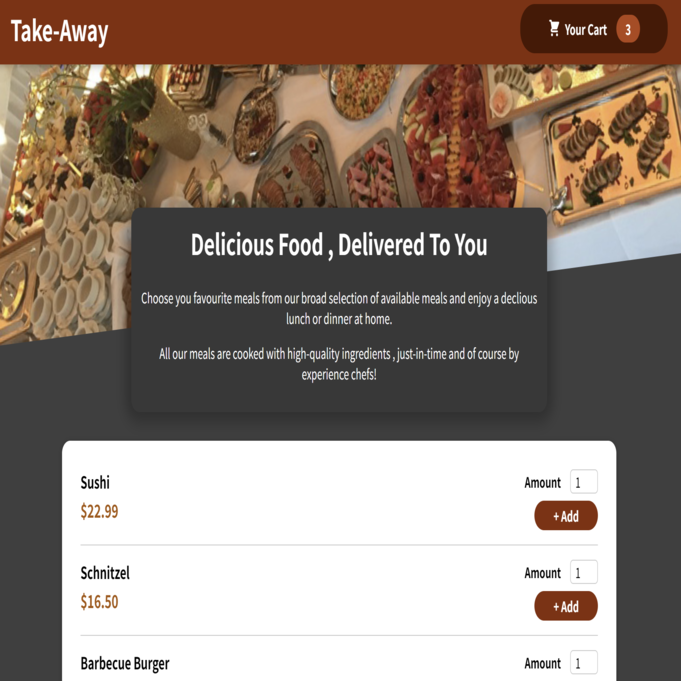 Take-Away
Your Cart 3
Delicious Food , Delivered To You
Choose you favourite meals from our broad selection of available meals and enjoy a declious
lunch or dinner at home.
All our meals are cooked with high-quality ingredients , just-in-time and of course by
experience chefs!
Sushi
Amount 1
$22.99
+ Add
Schnitzel
Amount 1
$16.50
+ Add
Barbecue Burger
Amount 1